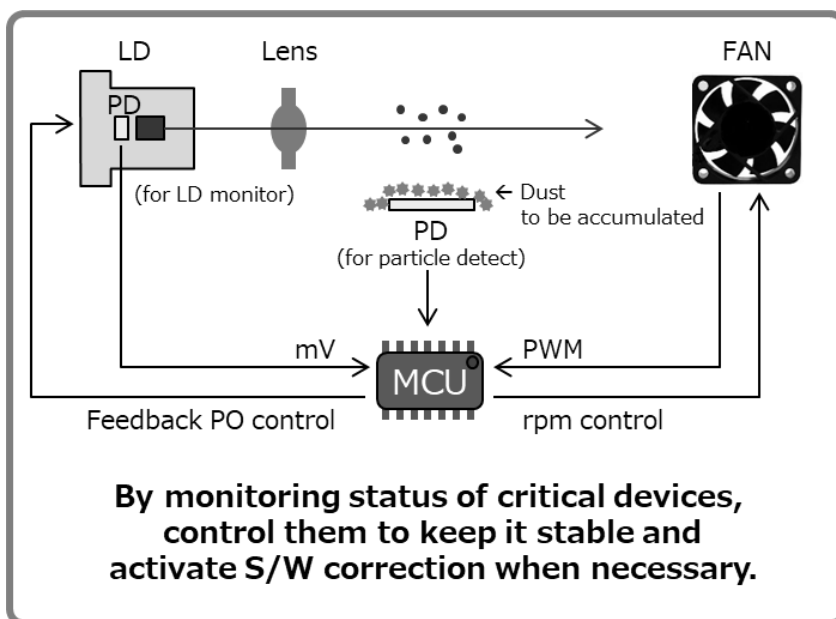 LD
Lens
FAN
PD
(for LD monitor)
← Dust
to be accumulated
PD
(for particle detect)
mV
PWM
MCU
Feedback PO control
rpm control
By monitoring status of critical devices,
control them to keep it stable and
activate S/W correction when necessary.